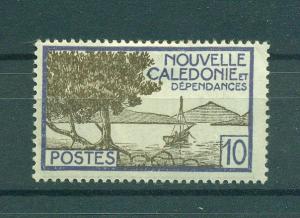 NOUVELLE
CALEDONIE ET
DÉPENDANCES
POSTES
10